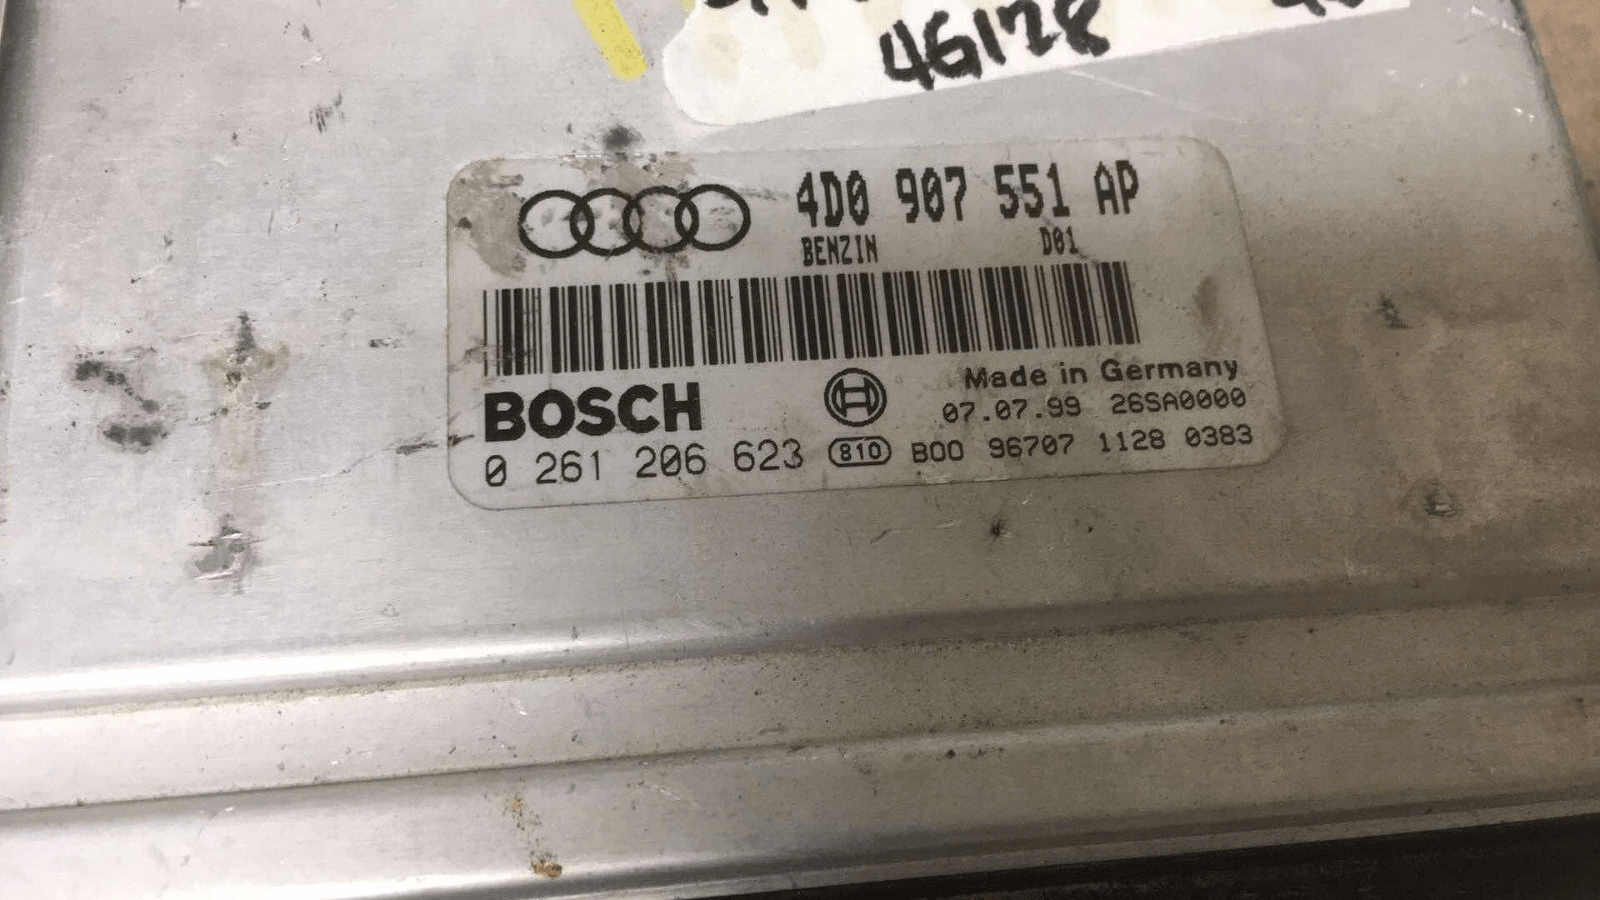 46128
4D0 907 551 AP
BENZIN D01
Made in Germany
BOSCH 07.07.99 26SA0000
0 261 206 623 810 B00 96707 1128 0383